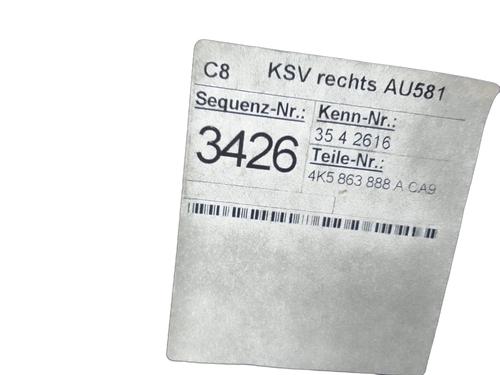 C8 KSV rechts AU581
Sequenz-Nr.: Kenn-Nr.:
3426 35 4 2616
Teile-Nr.:
4K5 863 888 A CA9